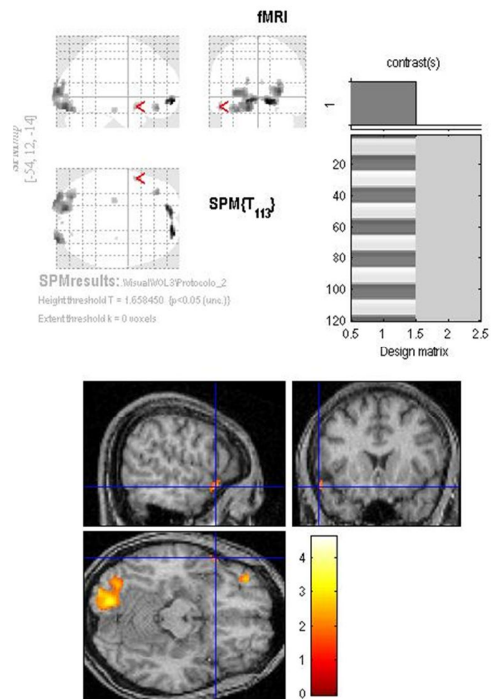 fMRI
contrast(s)
1
[-54, 12, -14]
SPM{T113}
SPMresults: .\Visual\VOL3\Protocolo_2
Height threshold T = 1.658450 {p<0.05 (unc.)}
Extent threshold k = 0 voxels
20
40
60
80
100
120
0.5 1 1.5 2 2.5
Design matrix
4
3
2
1
0